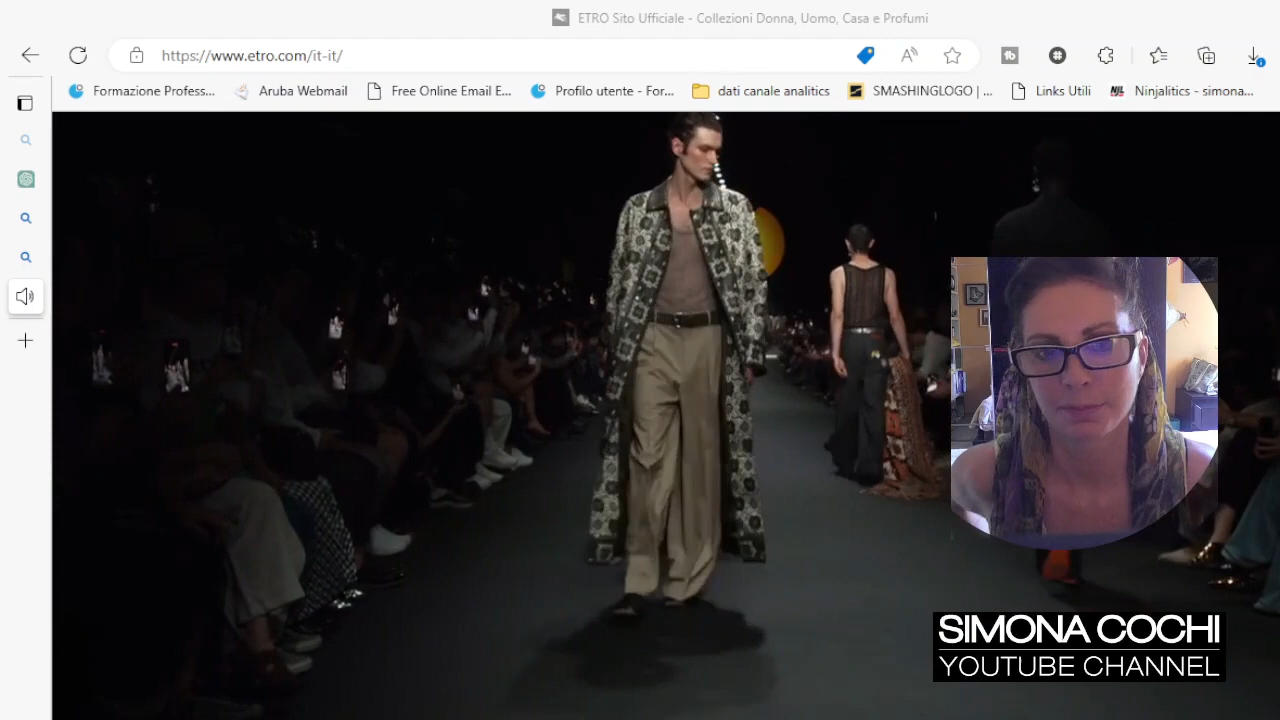 ETRO Sito Ufficiale - Collezioni Donna, Uomo, Casa e Profumi
https://www.etro.com/it-it/
Formazione Profess... Aruba Webmail Free Online Email E... Profilo utente - For... dati canale analitics SMASHINGLOGO | ... Links Utili Ninjalitics - simona...
SIMONA COCHI
YOUTUBE CHANNEL